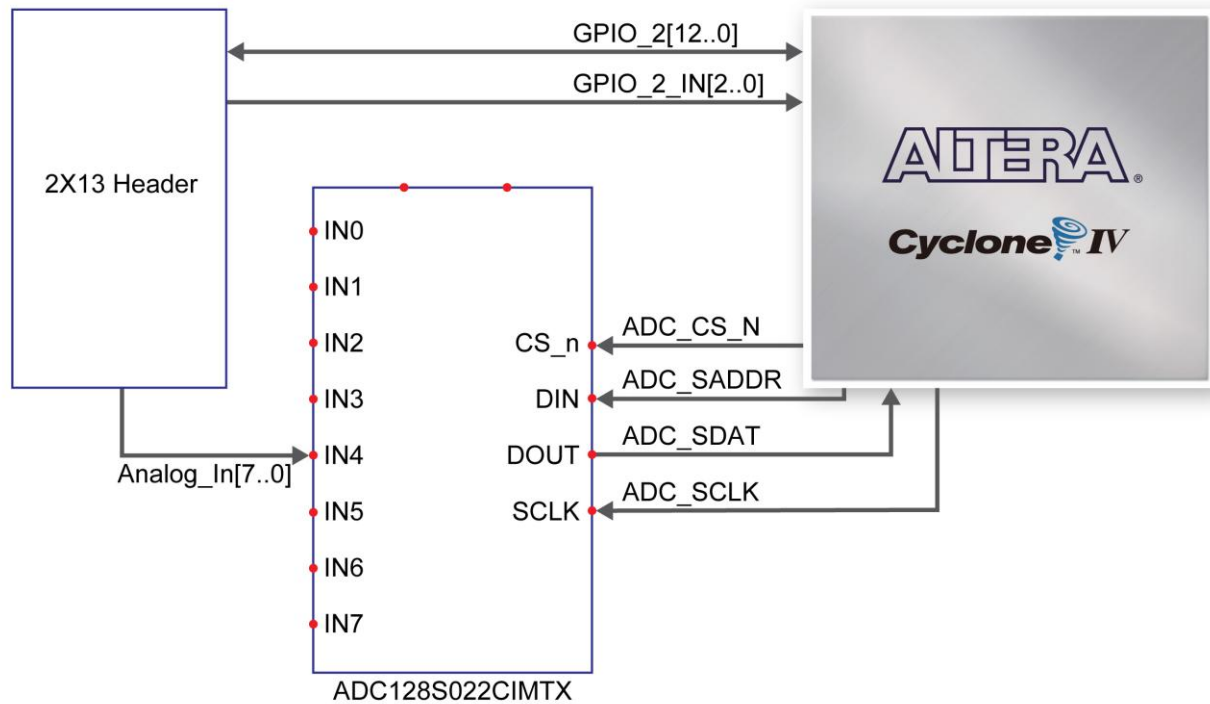 GPIO_2[12..0]
GPIO_2_IN[2..0]
2X13 Header
ALTERA®
Cyclone™ IV
IN0
IN1
IN2
IN3
IN4
IN5
IN6
IN7
Analog_In[7..0]
CS_n
DIN
DOUT
SCLK
ADC_CS_N
ADC_SADDR
ADC_SDAT
ADC_SCLK
ADC128S022CIMTX